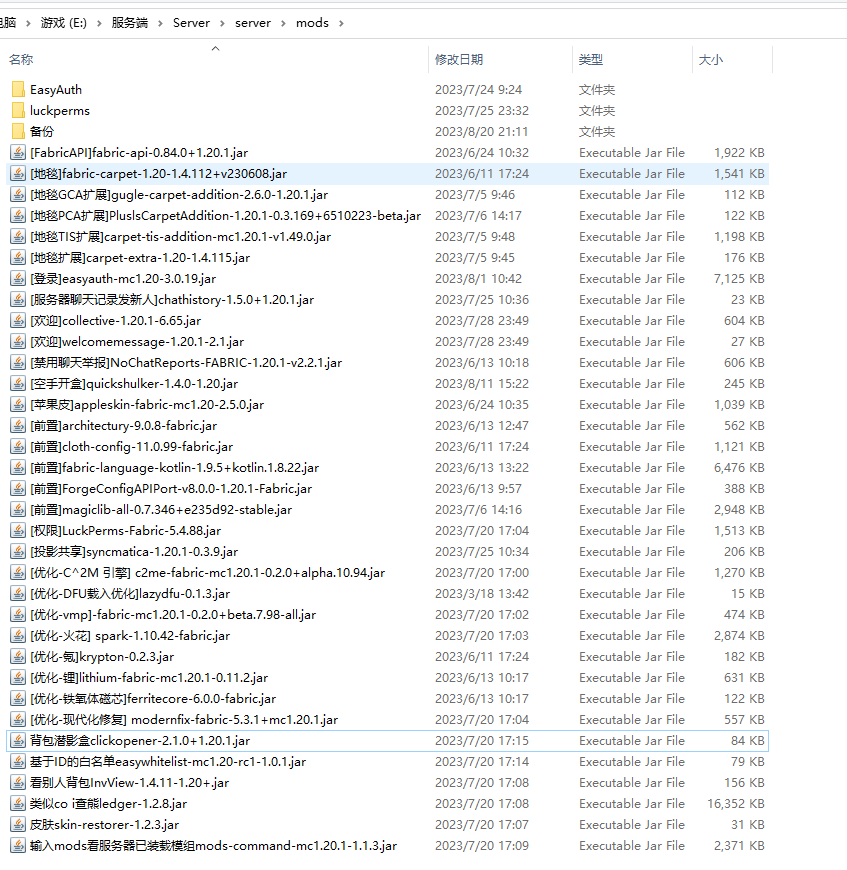 电脑 › 游戏 (E:) › 服务端 › Server › server › mods ›
名称 修改日期 类型 大小
EasyAuth 2023/7/24 9:24 文件夹
luckperms 2023/7/25 23:32 文件夹
备份 2023/8/20 21:11 文件夹
[FabricAPI]fabric-api-0.84.0+1.20.1.jar 2023/6/24 10:32 Executable Jar File 1,922 KB
[地毯]fabric-carpet-1.20-1.4.112+v230608.jar 2023/6/11 17:24 Executable Jar File 1,541 KB
[地毯GCA扩展]gugle-carpet-addition-2.6.0-1.20.1.jar 2023/7/5 9:46 Executable Jar File 112 KB
[地毯PCA扩展]PlusIsCarpetAddition-1.20.1-0.3.169+6510223-beta.jar 2023/7/6 14:17 Executable Jar File 122 KB
[地毯TIS扩展]carpet-tis-addition-mc1.20.1-v1.49.0.jar 2023/7/5 9:48 Executable Jar File 1,198 KB
[地毯扩展]carpet-extra-1.20-1.4.115.jar 2023/7/5 9:45 Executable Jar File 176 KB
[登录]easyauth-mc1.20-3.0.19.jar 2023/8/1 10:42 Executable Jar File 7,125 KB
[服务器聊天记录发新人]chathistory-1.5.0+1.20.1.jar 2023/7/25 10:36 Executable Jar File 23 KB
[欢迎]collective-1.20.1-6.65.jar 2023/7/28 23:49 Executable Jar File 604 KB
[欢迎]welcomemessage-1.20.1-2.1.jar 2023/7/28 23:49 Executable Jar File 27 KB
[禁用聊天举报]NoChatReports-FABRIC-1.20.1-v2.2.1.jar 2023/6/13 10:18 Executable Jar File 606 KB
[空手开盒]quickshulker-1.4.0-1.20.jar 2023/8/11 15:22 Executable Jar File 245 KB
[苹果皮]appleskin-fabric-mc1.20-2.5.0.jar 2023/6/24 10:35 Executable Jar File 1,039 KB
[前置]architectury-9.0.8-fabric.jar 2023/6/13 12:47 Executable Jar File 562 KB
[前置]cloth-config-11.0.99-fabric.jar 2023/6/11 17:24 Executable Jar File 1,121 KB
[前置]fabric-language-kotlin-1.9.5+kotlin.1.8.22.jar 2023/6/13 13:22 Executable Jar File 6,476 KB
[前置]ForgeConfigAPIPort-v8.0.0-1.20.1-Fabric.jar 2023/6/13 9:57 Executable Jar File 388 KB
[前置]magiclib-all-0.7.346+e235d92-stable.jar 2023/7/6 14:16 Executable Jar File 2,948 KB
[权限]LuckPerms-Fabric-5.4.88.jar 2023/7/20 17:04 Executable Jar File 1,513 KB
[投影共享]syncmatica-1.20.1-0.3.9.jar 2023/7/25 10:34 Executable Jar File 206 KB
[优化-C^2M 引擎] c2me-fabric-mc1.20.1-0.2.0+alpha.10.94.jar 2023/7/20 17:00 Executable Jar File 1,270 KB
[优化-DFU载入优化]lazydfu-0.1.3.jar 2023/3/18 13:42 Executable Jar File 15 KB
[优化-vmp]-fabric-mc1.20.1-0.2.0+beta.7.98-all.jar 2023/7/20 17:02 Executable Jar File 474 KB
[优化-火花] spark-1.10.42-fabric.jar 2023/7/20 17:03 Executable Jar File 2,874 KB
[优化-氪]krypton-0.2.3.jar 2023/6/11 17:24 Executable Jar File 182 KB
[优化-锂]lithium-fabric-mc1.20.1-0.11.2.jar 2023/6/13 10:17 Executable Jar File 631 KB
[优化-铁氧体磁芯]ferritecore-6.0.0-fabric.jar 2023/6/13 10:17 Executable Jar File 122 KB
[优化-现代化修复] modernfix-fabric-5.3.1+mc1.20.1.jar 2023/7/20 17:04 Executable Jar File 557 KB
背包潜影盒clickopener-2.1.0+1.20.1.jar 2023/7/20 17:15 Executable Jar File 84 KB
基于ID的白名单easywhitelist-mc1.20-rc1-1.0.1.jar 2023/7/20 17:14 Executable Jar File 79 KB
看别人背包InvView-1.4.11-1.20+.jar 2023/7/20 17:08 Executable Jar File 156 KB
类似co i查熊ledger-1.2.8.jar 2023/7/20 17:08 Executable Jar File 16,352 KB
皮肤skin-restorer-1.2.3.jar 2023/7/20 17:07 Executable Jar File 31 KB
输入mods看服务器已装载模组mods-command-mc1.20.1-1.1.3.jar 2023/7/20 17:09 Executable Jar File 2,371 KB